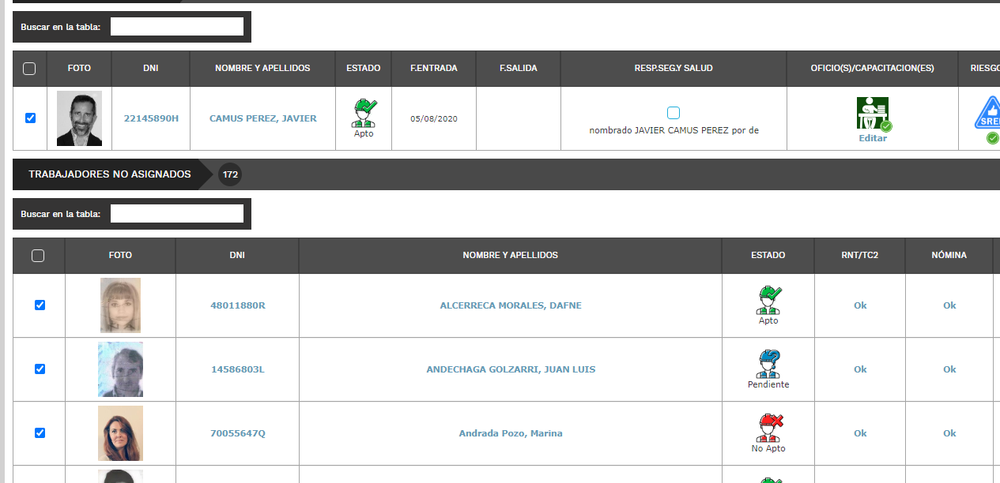 Buscar en la tabla:
FOTO DNI NOMBRE Y APELLIDOS ESTADO F.ENTRADA F.SALIDA RESP.SEG.Y SALUD OFICIO(S)/CAPACITACION(ES) RIESGO
22145890H CAMUS PEREZ, JAVIER Apto 05/08/2020 nombrado JAVIER CAMUS PEREZ por de Editar SRE
TRABAJADORES NO ASIGNADOS 172
Buscar en la tabla:
FOTO DNI NOMBRE Y APELLIDOS ESTADO RNT/TC2 NÓMINA
48011880R ALCERRECA MORALES, DAFNE Apto Ok Ok
14586803L ANDECHAGA GOLZARRI, JUAN LUIS Pendiente Ok Ok
70055647Q Andrada Pozo, Marina No Apto Ok Ok